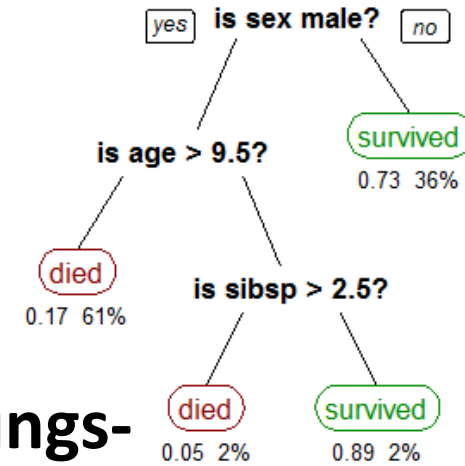 yes is sex male? no
is age > 9.5?
survived
0.73 36%
died
0.17 61%
is sibsp > 2.5?
died
survived
0.05 2%
0.89 2%
ungs-